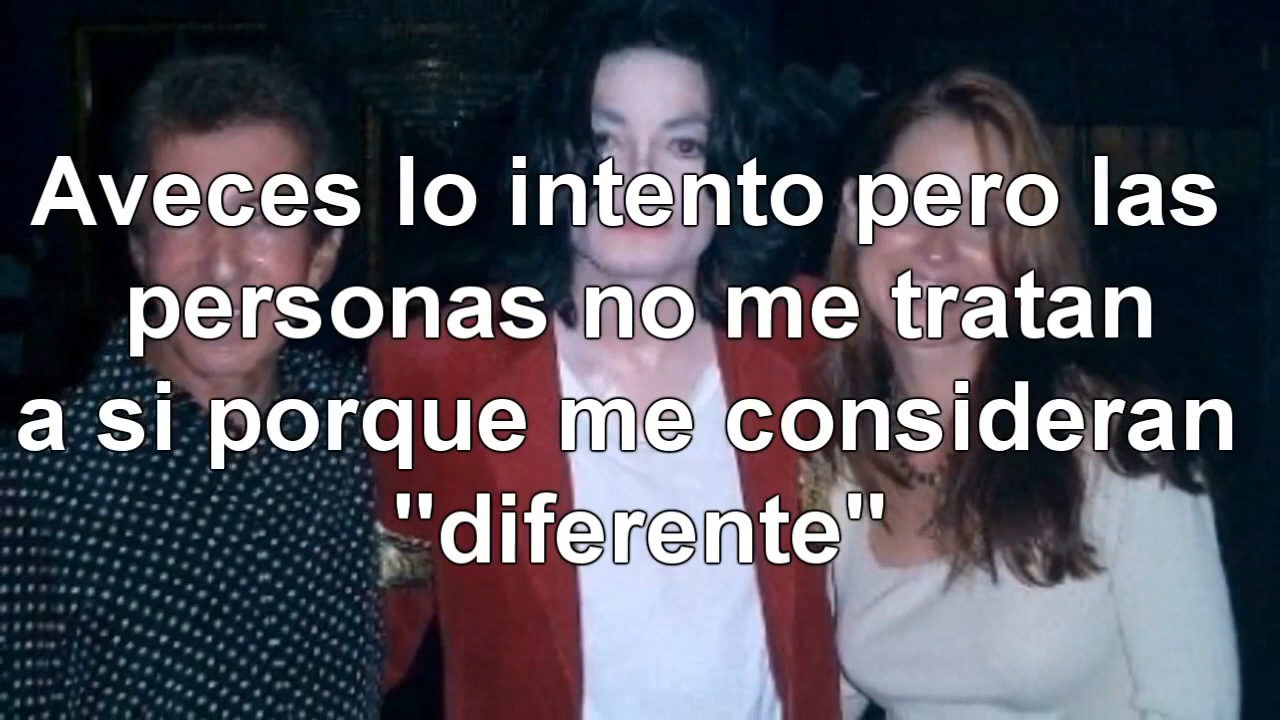 Aveces lo intento pero las
personas no me tratan
a si porque me consideran
"diferente"